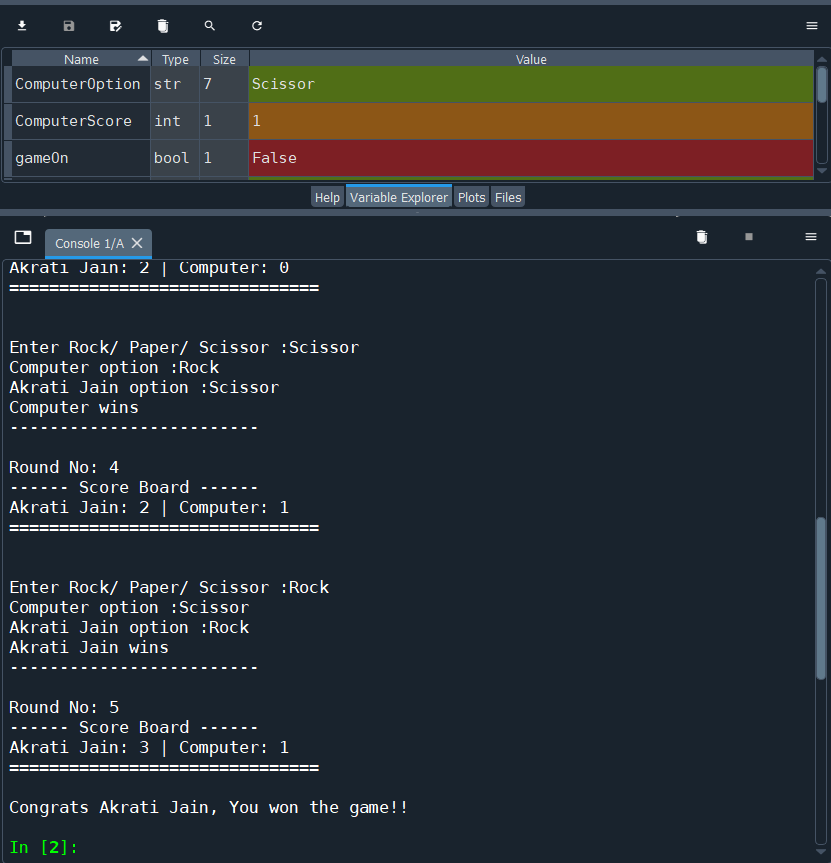 Name Type Size Value
ComputerOption str 7 Scissor
ComputerScore int 1 1
gameOn bool 1 False
Help Variable Explorer Plots Files
Console 1/A
Akrati Jain: 2 | Computer: 0
===============================
Enter Rock/ Paper/ Scissor :Scissor
Computer option :Rock
Akrati Jain option :Scissor
Computer wins
-------------------------
Round No: 4
------ Score Board ------
Akrati Jain: 2 | Computer: 1
===============================
Enter Rock/ Paper/ Scissor :Rock
Computer option :Scissor
Akrati Jain option :Rock
Akrati Jain wins
-------------------------
Round No: 5
------ Score Board ------
Akrati Jain: 3 | Computer: 1
===============================
Congrats Akrati Jain, You won the game!!
In [2]: